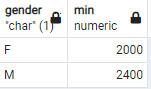 gender min
"char" (1) numeric
F 2000
M 2400